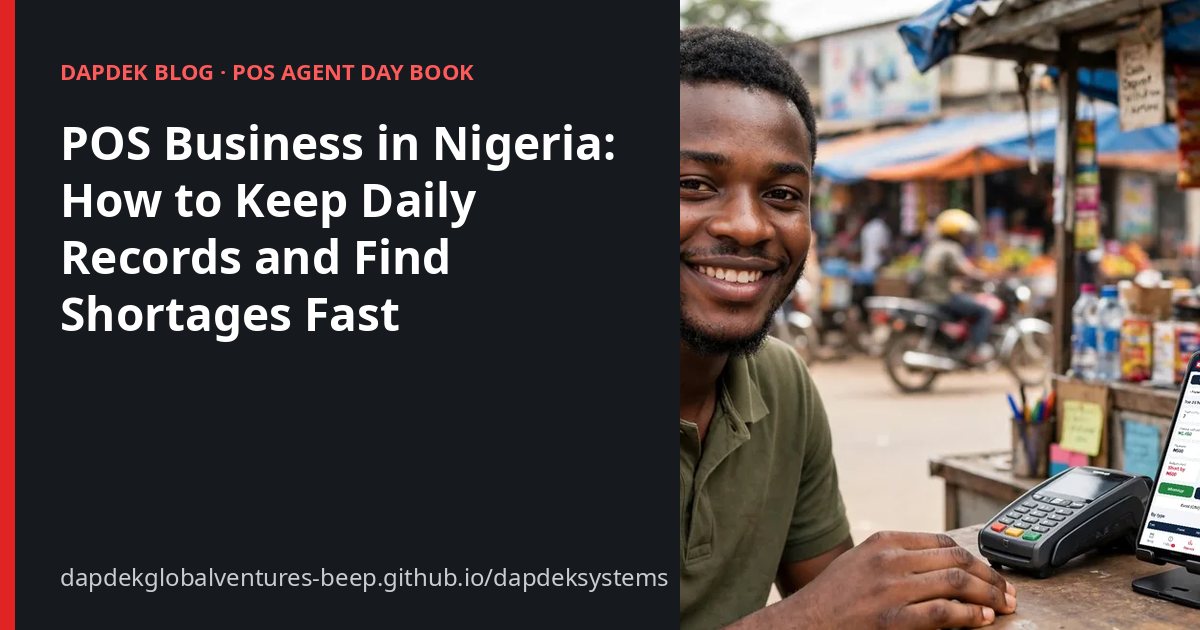 DAPDEK BLOG · POS AGENT DAY BOOK
POS Business in Nigeria:
How to Keep Daily
Records and Find
Shortages Fast
dapdekglobalventures-beep.github.io/dapdeksystems